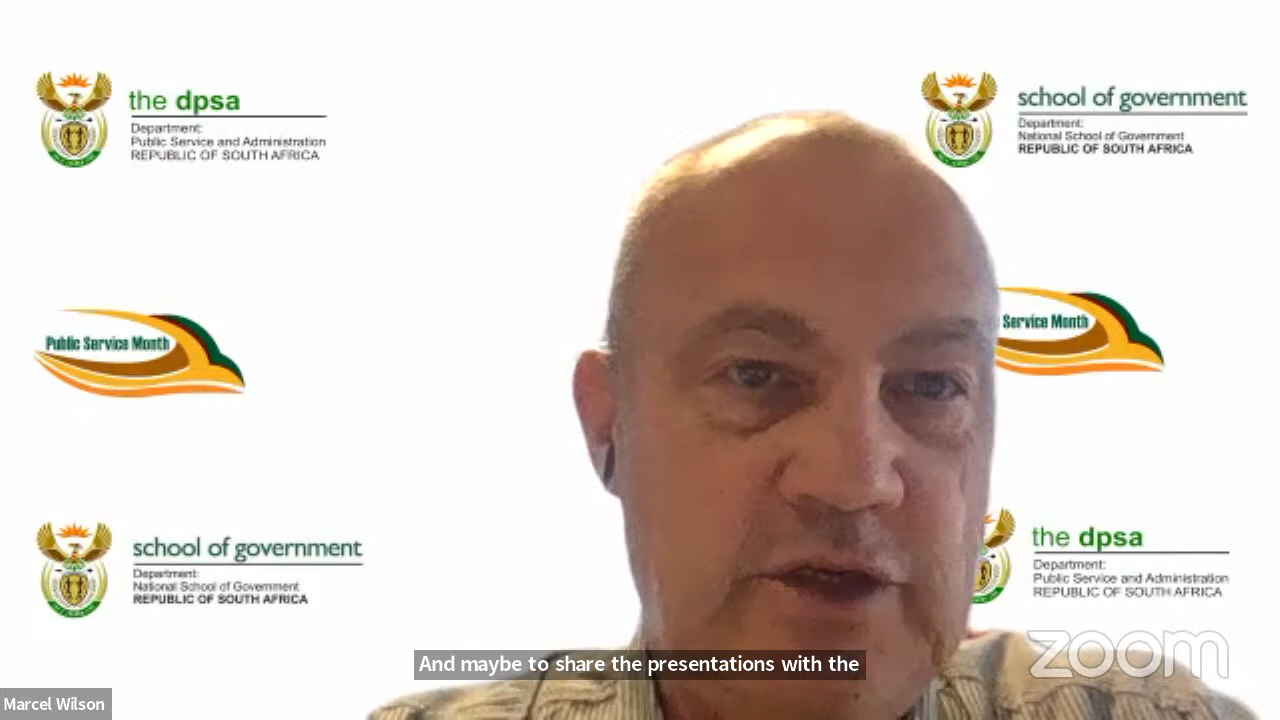 the dpsa
Department:
Public Service and Administration
REPUBLIC OF SOUTH AFRICA
school of government
Department:
National School of Government
REPUBLIC OF SOUTH AFRICA
Public Service Month
Service Month
school of government
Department:
National School of Government
REPUBLIC OF SOUTH AFRICA
the dpsa
Department:
Public Service and Administration
REPUBLIC OF SOUTH AFRICA
And maybe to share the presentations with the
zoom
Marcel Wilson